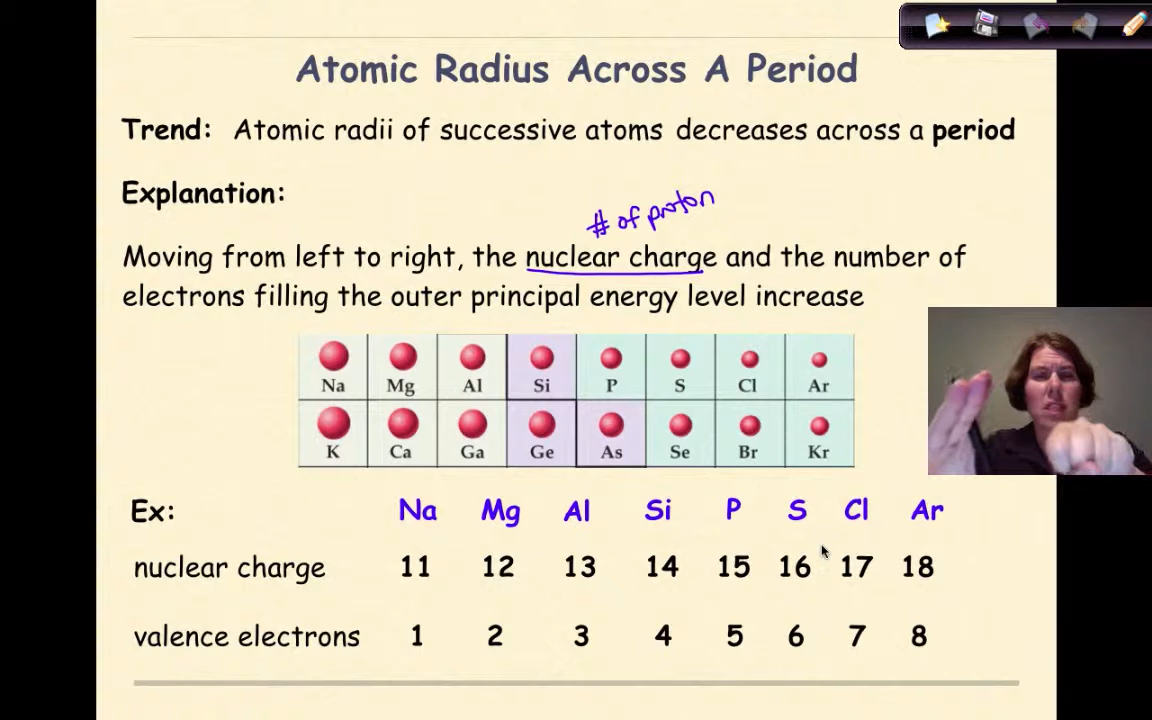 Atomic Radius Across A Period
Trend: Atomic radii of successive atoms decreases across a period
Explanation:
# of proton
Moving from left to right, the nuclear charge and the number of
electrons filling the outer principal energy level increase
Na Mg Al Si P S Cl Ar
K Ca Ga Ge As Se Br Kr
Ex: Na Mg Al Si P S Cl Ar
nuclear charge 11 12 13 14 15 16 17 18
valence electrons 1 2 3 4 5 6 7 8